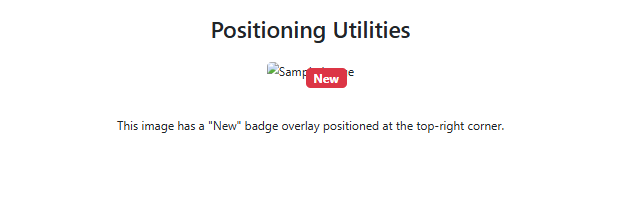 Positioning Utilities
New
This image has a "New" badge overlay positioned at the top-right corner.